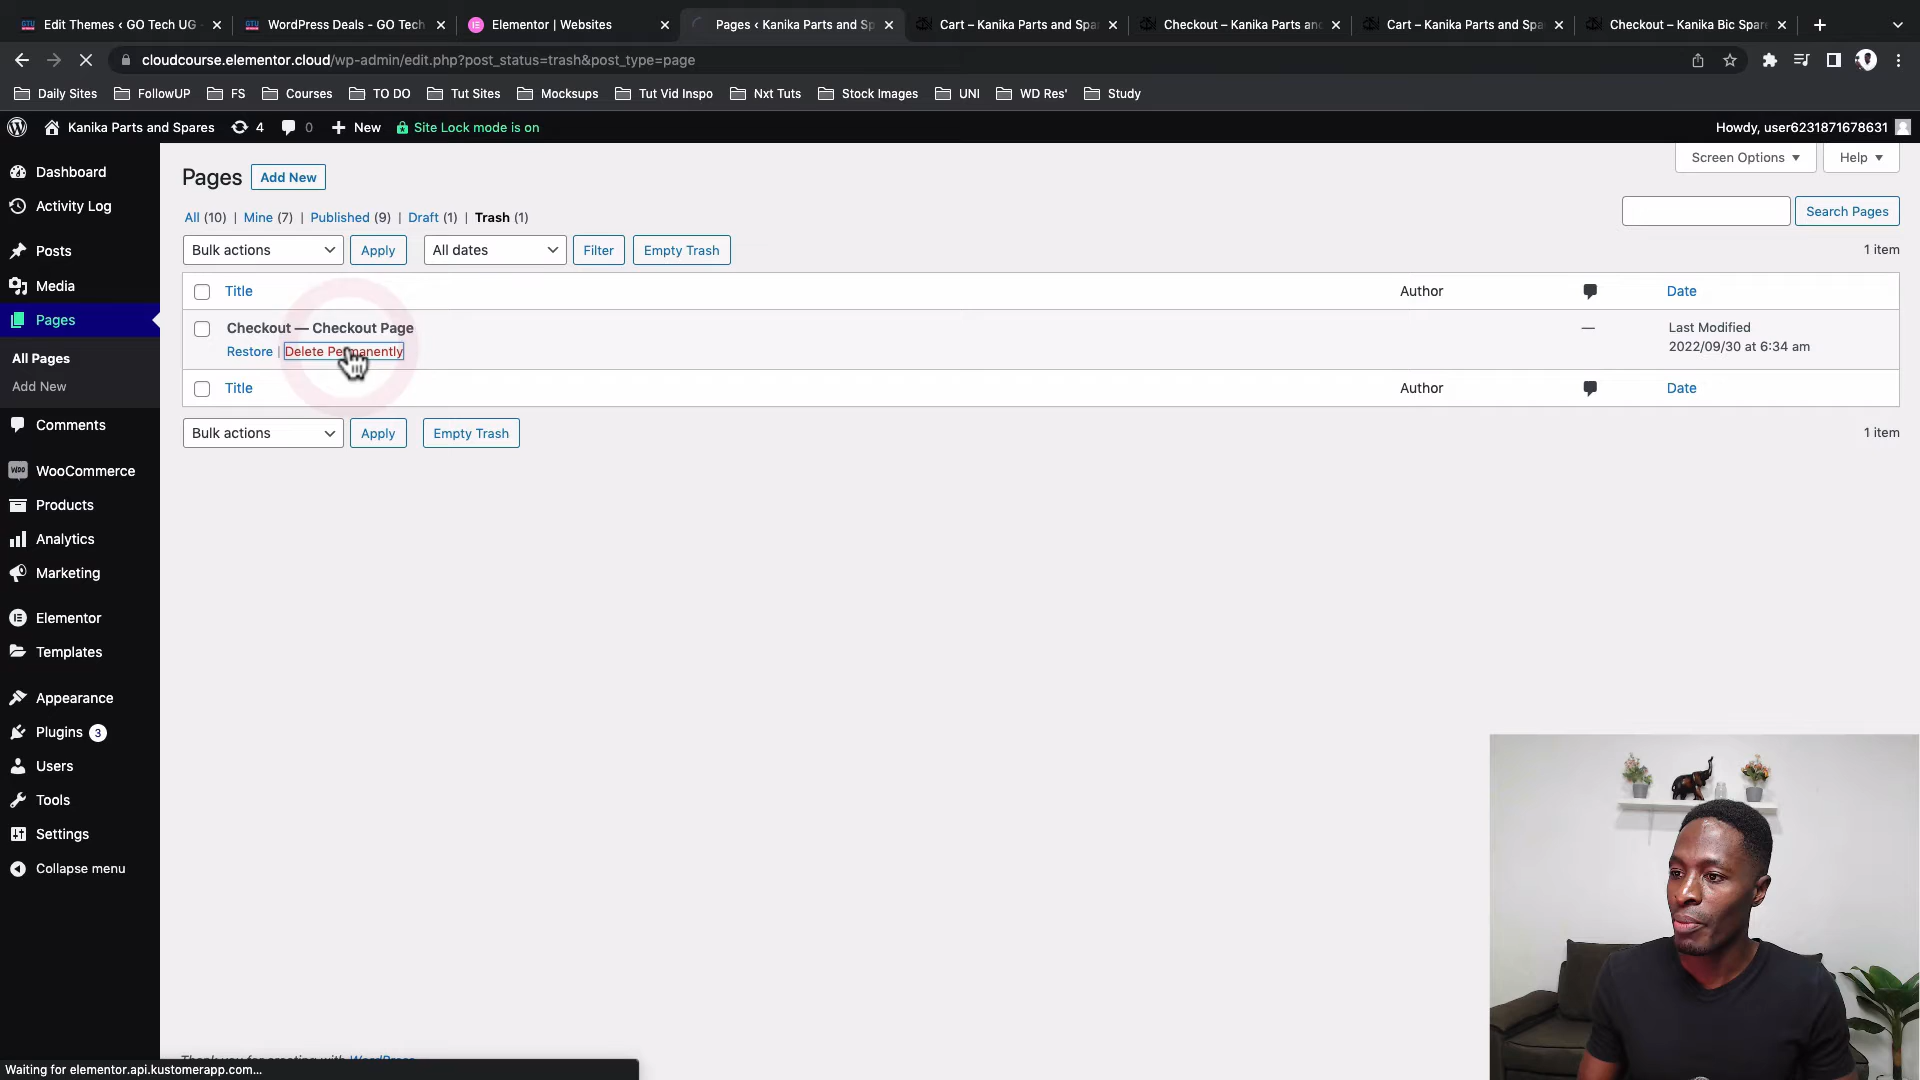 Edit Themes ‹ GO Tech UG
WordPress Deals - GO Tech
Elementor | Websites
Pages ‹ Kanika Parts and Sp
Cart – Kanika Parts and Spa
Checkout – Kanika Parts an
Cart – Kanika Parts and Spa
Checkout – Kanika Bic Spare
cloudcourse.elementor.cloud/wp-admin/edit.php?post_status=trash&post_type=page
Daily Sites
FollowUP
FS
Courses
TO DO
Tut Sites
Mocksups
Tut Vid Inspo
Nxt Tuts
Stock Images
UNI
WD Res'
Study
Kanika Parts and Spares
4
0
New
Site Lock mode is on
Howdy, user6231871678631
Dashboard
Activity Log
Posts
Media
Pages
All Pages
Add New
Comments
WooCommerce
Products
Analytics
Marketing
Elementor
Templates
Appearance
Plugins 3
Users
Tools
Settings
Collapse menu
Screen Options
Help
Pages Add New
All (10) | Mine (7) | Published (9) | Draft (1) | Trash (1)
Search Pages
Bulk actions Apply All dates Filter Empty Trash
1 item
Title Author Date
Checkout — Checkout Page — Last Modified
Restore | Delete Permanently 2022/09/30 at 6:34 am
Title Author Date
Bulk actions Apply Empty Trash
1 item
Thank you for creating with WordPress
Waiting for elementor.api.kustomerapp.com...